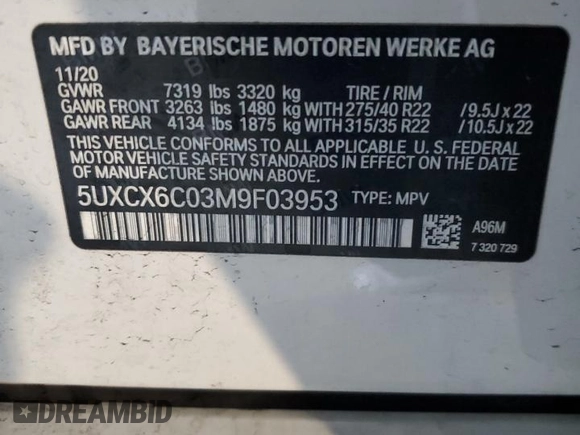 MFD BY BAYERISCHE MOTOREN WERKE AG
11/20
GVWR 7319 lbs 3320 kg TIRE / RIM
GAWR FRONT 3263 lbs 1480 kg WITH 275/40 R22 /9.5J x 22
GAWR REAR 4134 lbs 1875 kg WITH 315/35 R22 /10.5J x 22
THIS VEHICLE CONFORMS TO ALL APPLICABLE U. S. FEDERAL
MOTOR VEHICLE SAFETY STANDARDS IN EFFECT ON THE
DATE OF MANUFACTURE SHOWN ABOVE.
5UXCX6C03M9F03953 TYPE: MPV
A96M
7 320 729
DREAMBID